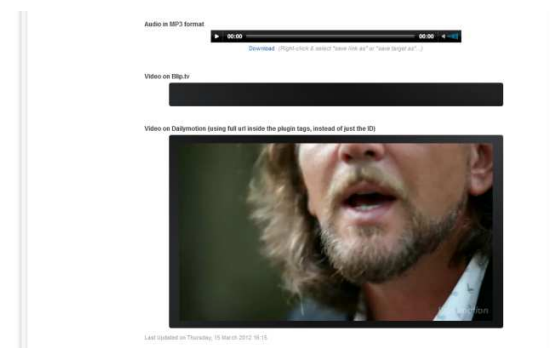 Audio in MP3 format
00:00 00:00
Download (Right-click & select "save link as" or "save target as"...)
Video on Blip.tv
Video on Dailymotion (using full url inside the plugin tags, instead of just the ID)
Last Updated on Thursday, 15 March 2012 16:15